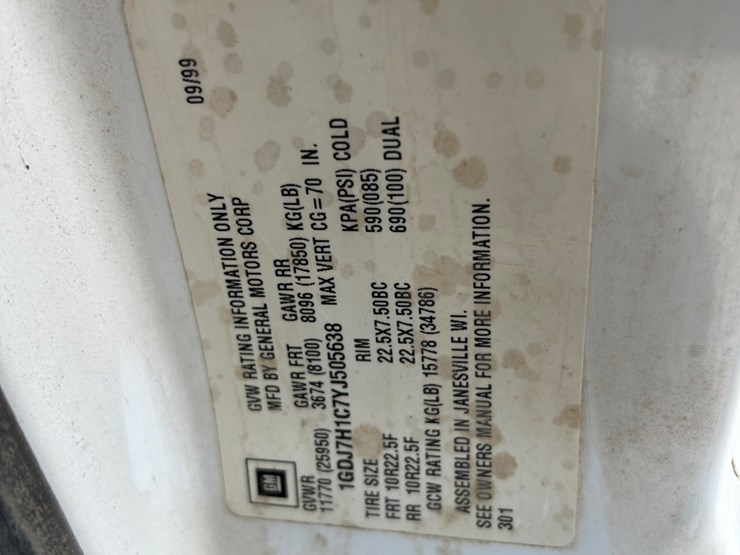 09/99
GVW RATING INFORMATION ONLY
MFD BY GENERAL MOTORS CORP
GM
GVWR GAWR FRT GAWR RR
11770 (25950) 3674 (8100) 8096 (17850) KG(LB)
1GDJ7H1C7YJ505638 MAX VERT CG = 70 IN.
TIRE SIZE RIM KPA(PSI) COLD
FRT 10R22.5F 22.5X7.50BC 590(085)
RR 10R22.5F 22.5X7.50BC 690(100) DUAL
GCW RATING KG(LB) 15778 (34786)
ASSEMBLED IN JANESVILLE WI.
SEE OWNERS MANUAL FOR MORE INFORMATION.
301